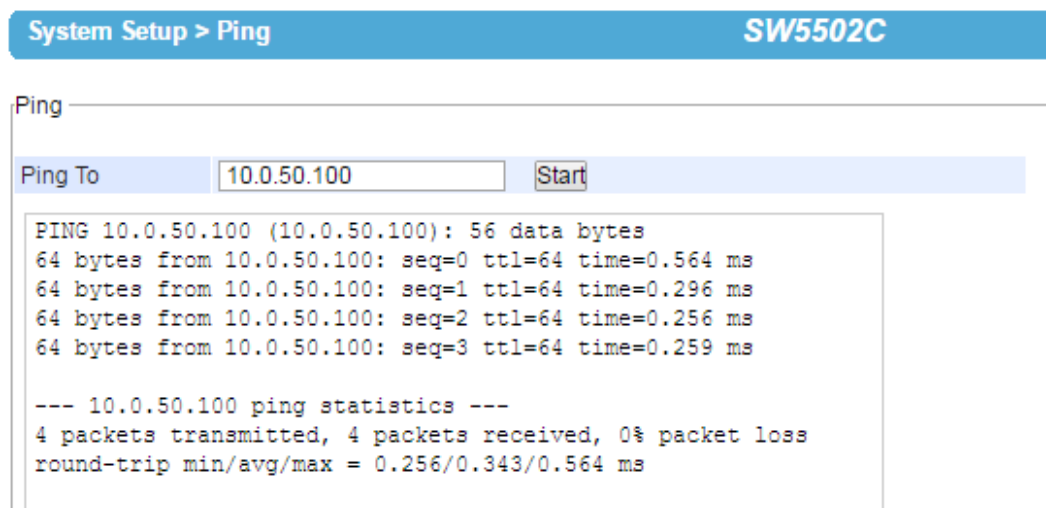 System Setup > Ping SW5502C
Ping
Ping To 10.0.50.100 Start
PING 10.0.50.100 (10.0.50.100): 56 data bytes
64 bytes from 10.0.50.100: seq=0 ttl=64 time=0.564 ms
64 bytes from 10.0.50.100: seq=1 ttl=64 time=0.296 ms
64 bytes from 10.0.50.100: seq=2 ttl=64 time=0.256 ms
64 bytes from 10.0.50.100: seq=3 ttl=64 time=0.259 ms
--- 10.0.50.100 ping statistics ---
4 packets transmitted, 4 packets received, 0% packet loss
round-trip min/avg/max = 0.256/0.343/0.564 ms